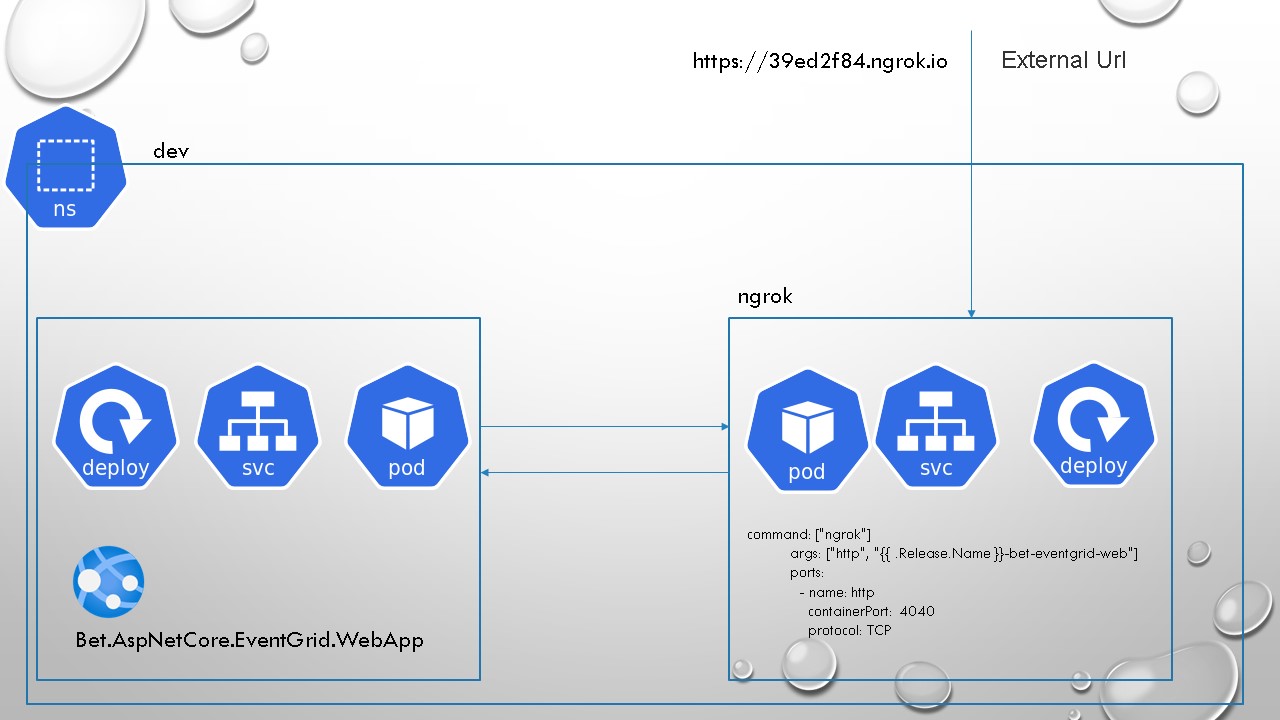 https://39ed2f84.ngrok.io
External Url
dev
ns
ngrok
deploy
svc
pod
pod
svc
deploy
command: ["ngrok"]
args: ["http", "{{ .Release.Name }}-bet-eventgrid-web"]
ports:
- name: http
containerPort: 4040
protocol: TCP
Bet.AspNetCore.EventGrid.WebApp